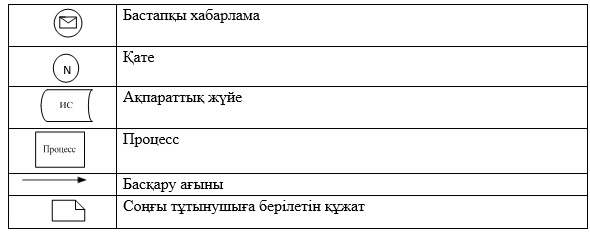 Бастапқы хабарлама
N
Қате
ИС
Ақпараттық жүйе
Процесс
Процесс
Басқару ағыны
Соңғы тұтынушыға берілетін құжат